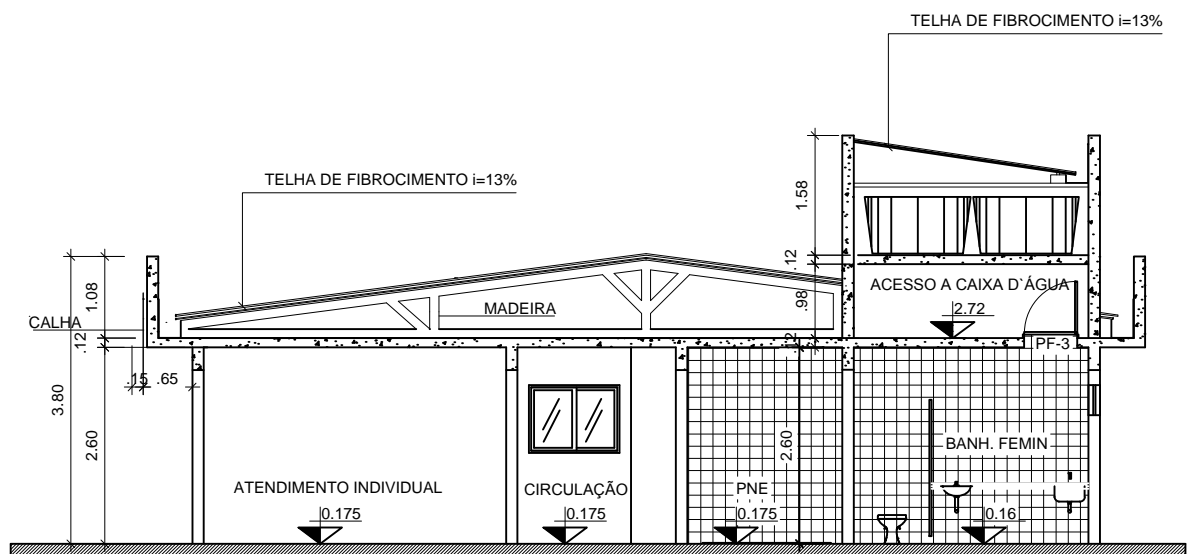 TELHA DE FIBROCIMENTO i=13%
TELHA DE FIBROCIMENTO i=13%
1.58
.12
.98
.12
ACESSO A CAIXA D`ÁGUA
2.72
PF-3
MADEIRA
CALHA
1.08
.12
3.80
2.60
.15
.65
2.60
BANH. FEMIN
ATENDIMENTO INDIVIDUAL
CIRCULAÇÃO
PNE
0.175
0.175
0.175
0.16